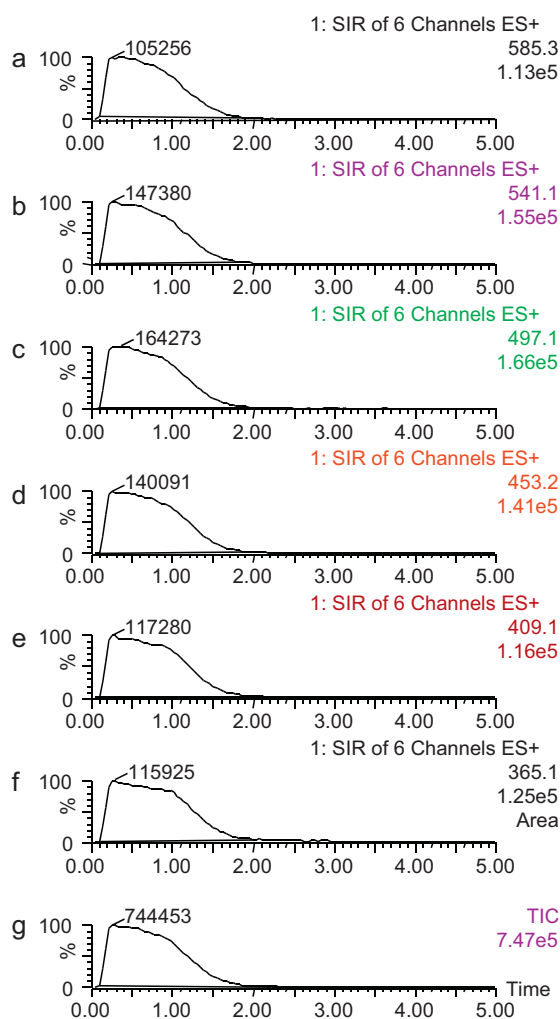 1: SIR of 6 Channels ES+
a
105256
585.3
100
1.13e5
%
0
0.00 1.00 2.00 3.00 4.00 5.00
1: SIR of 6 Channels ES+
b
147380
541.1
100
1.55e5
%
0
0.00 1.00 2.00 3.00 4.00 5.00
1: SIR of 6 Channels ES+
c
164273
497.1
100
1.66e5
%
0
0.00 1.00 2.00 3.00 4.00 5.00
1: SIR of 6 Channels ES+
d
140091
453.2
100
1.41e5
%
0
0.00 1.00 2.00 3.00 4.00 5.00
1: SIR of 6 Channels ES+
e
117280
409.1
100
1.16e5
%
0
0.00 1.00 2.00 3.00 4.00 5.00
1: SIR of 6 Channels ES+
f
115925
365.1
100
1.25e5
%
Area
0
0.00 1.00 2.00 3.00 4.00 5.00
g
744453
TIC
100
7.47e5
%
0
Time
0.00 1.00 2.00 3.00 4.00 5.00